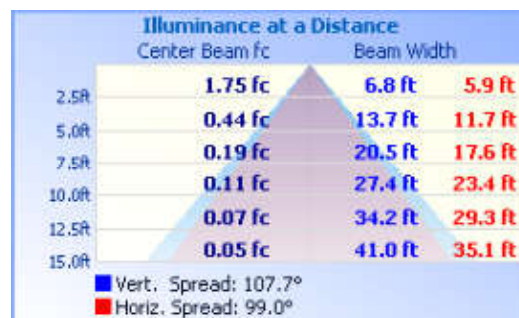 Illuminance at a Distance
Center Beam fc Beam Width
2.5ft 1.75 fc 6.8 ft 5.9 ft
5.0ft 0.44 fc 13.7 ft 11.7 ft
7.5ft 0.19 fc 20.5 ft 17.6 ft
10.0ft 0.11 fc 27.4 ft 23.4 ft
12.5ft 0.07 fc 34.2 ft 29.3 ft
15.0ft 0.05 fc 41.0 ft 35.1 ft
Vert. Spread: 107.7°
Horiz. Spread: 99.0°